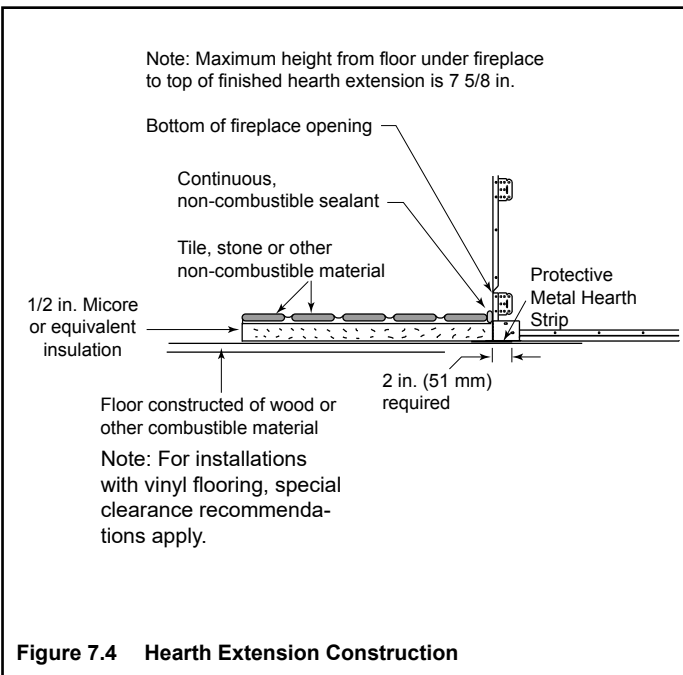 Note: Maximum height from floor under fireplace
to top of finished hearth extension is 7 5/8 in.
Bottom of fireplace opening
Continuous,
non-combustible sealant
Tile, stone or other
non-combustible material
Protective
Metal Hearth
Strip
1/2 in. Micore
or equivalent
insulation
2 in. (51 mm)
required
Floor constructed of wood or
other combustible material
Note: For installations
with vinyl flooring, special
clearance recommenda-
tions apply.
Figure 7.4 Hearth Extension Construction